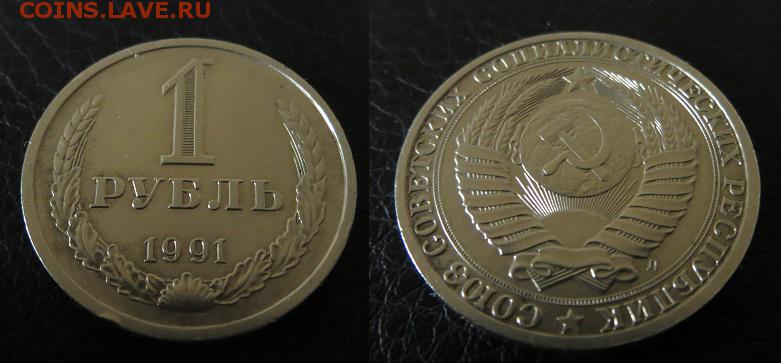 COINS.LAVE.RU
1
РУБЛЬ
1991
СОЮЗ СОВЕТСКИХ СОЦИАЛИСТИЧЕСКИХ РЕСПУБЛИК
Л